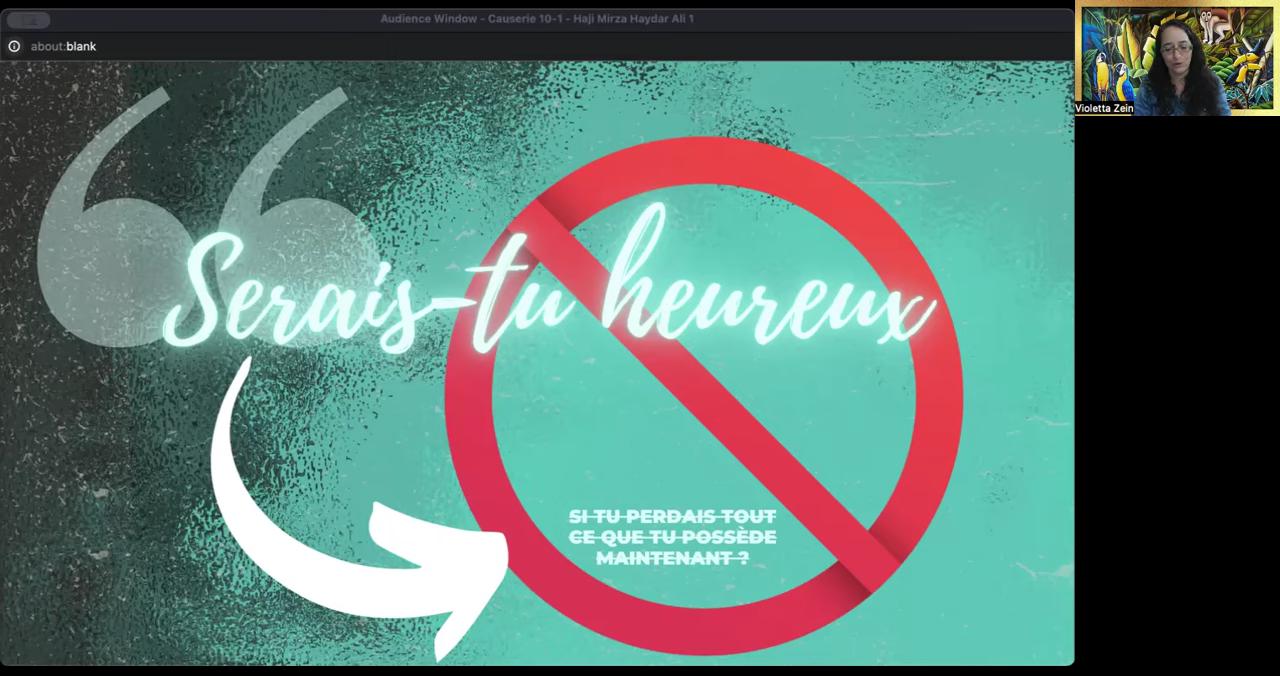 Audience Window - Causerie 10-1 - Haji Mirza Haydar Ali 1
about:blank
Violetta Zein
Serais-tu heureux
SI TU PERDAIS TOUT
CE QUE TU POSSÈDE
MAINTENANT ?